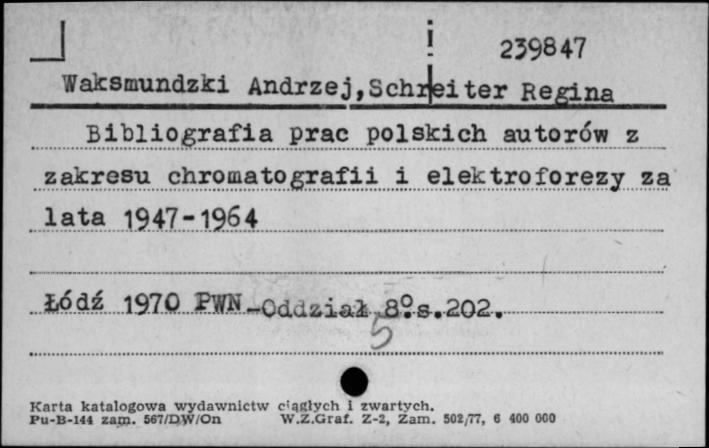 239847
Waksmundzki Andrzej,Schreiter Regina
Bibliografia prac polskich autorów z
zakresu chromatografii i elektroforezy za
lata 1947-1964
Łódź 1970 PWN-Oddział,8°.s.202.
5
Karta katalogowa wydawnictw ciągłych i zwartych.
Pu-B-144 zam. 567/DW/On W.Z.Graf. Z-2, Zam. 502/77, 6 400 000